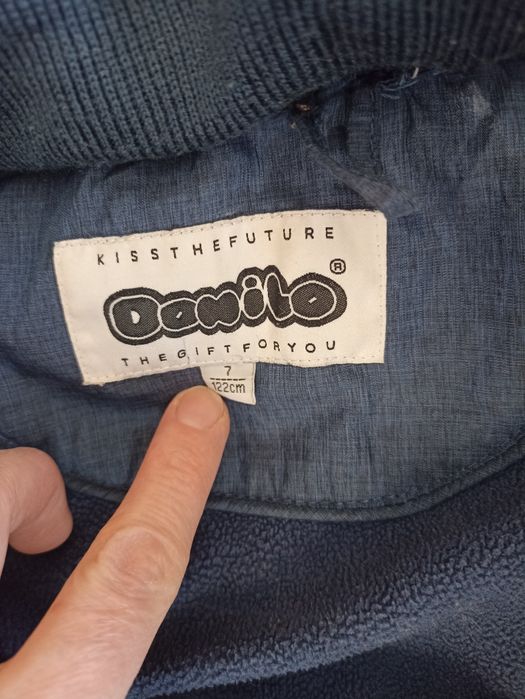 KISSTHEFUTURE
Danilo ®
THEGIFTFORYOU
7
122cm